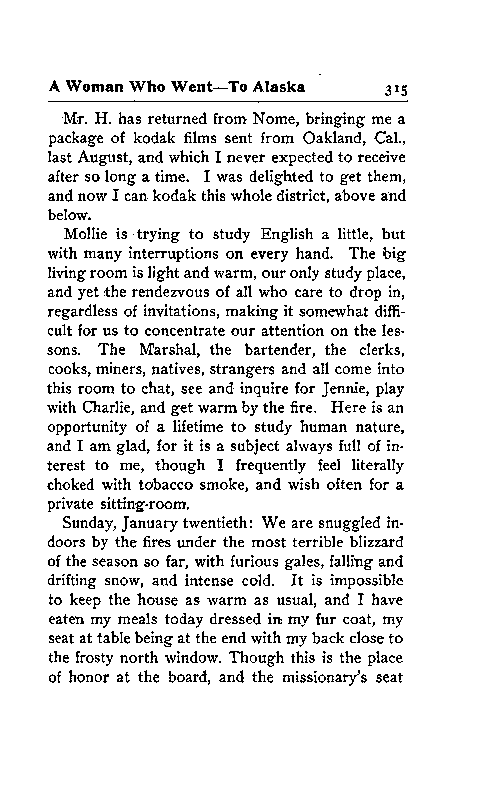 A Woman Who Went—To Alaska 315
Mr. H. has returned from Nome, bringing me a
package of kodak films sent from Oakland, Cal.,
last August, and which I never expected to receive
after so long a time. I was delighted to get them,
and now I can kodak this whole district, above and
below.
Mollie is trying to study English a little, but
with many interruptions on every hand. The big
living room is light and warm, our only study place,
and yet the rendezvous of all who care to drop in,
regardless of invitations, making it somewhat diffi-
cult for us to concentrate our attention on the les-
sons. The Marshal, the bartender, the clerks,
cooks, miners, natives, strangers and all come into
this room to chat, see and inquire for Jennie, play
with Charlie, and get warm by the fire. Here is an
opportunity of a lifetime to study human nature,
and I am glad, for it is a subject always full of in-
terest to me, though I frequently feel literally
choked with tobacco smoke, and wish often for a
private sitting-room.
Sunday, January twentieth: We are snuggled in-
doors by the fires under the most terrible blizzard
of the season so far, with furious gales, falling and
drifting snow, and intense cold. It is impossible
to keep the house as warm as usual, and I have
eaten my meals today dressed in my fur coat, my
seat at table being at the end with my back close to
the frosty north window. Though this is the place
of honor at the board, and the missionary's seat